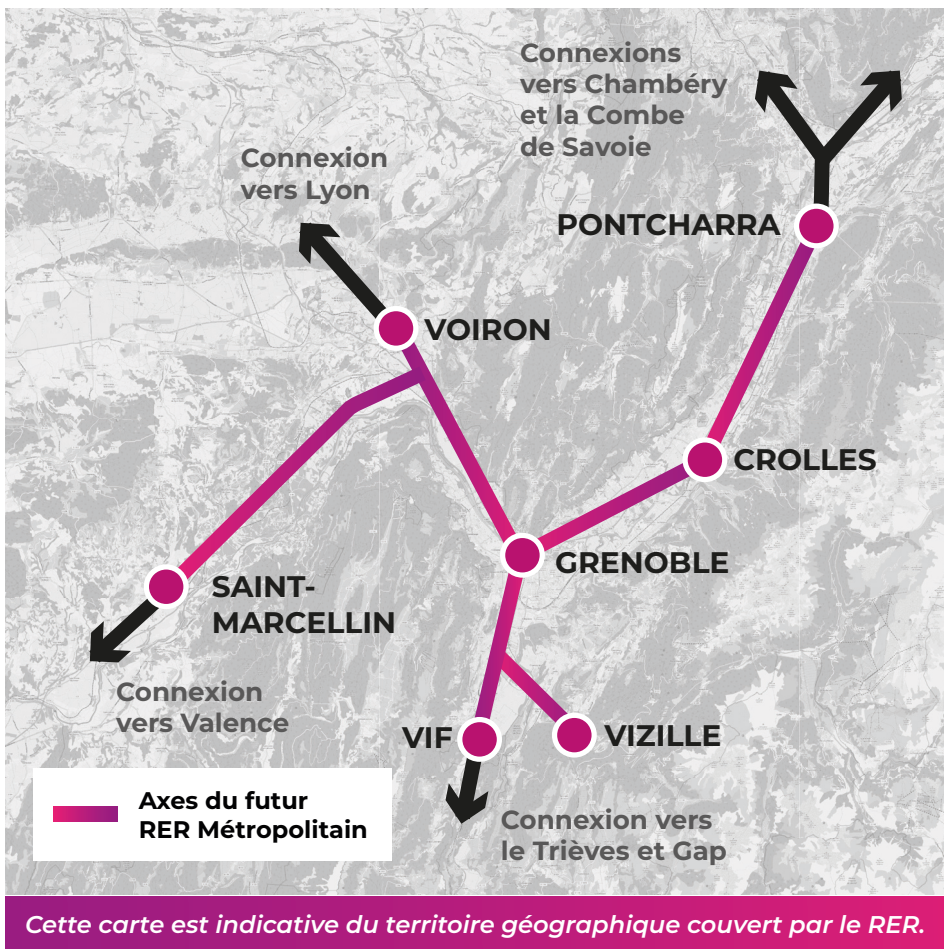 Connexions
vers Chambéry
et la Combe
de Savoie
Connexion
vers Lyon
PONTCHARRA
VOIRON
CROLLES
GRENOBLE
SAINT-
MARCELLIN
Connexion
vers Valence
VIF
VIZILLE
Axes du futur
RER Métropolitain
Connexion vers
le Trièves et Gap
Cette carte est indicative du territoire géographique couvert par le RER.